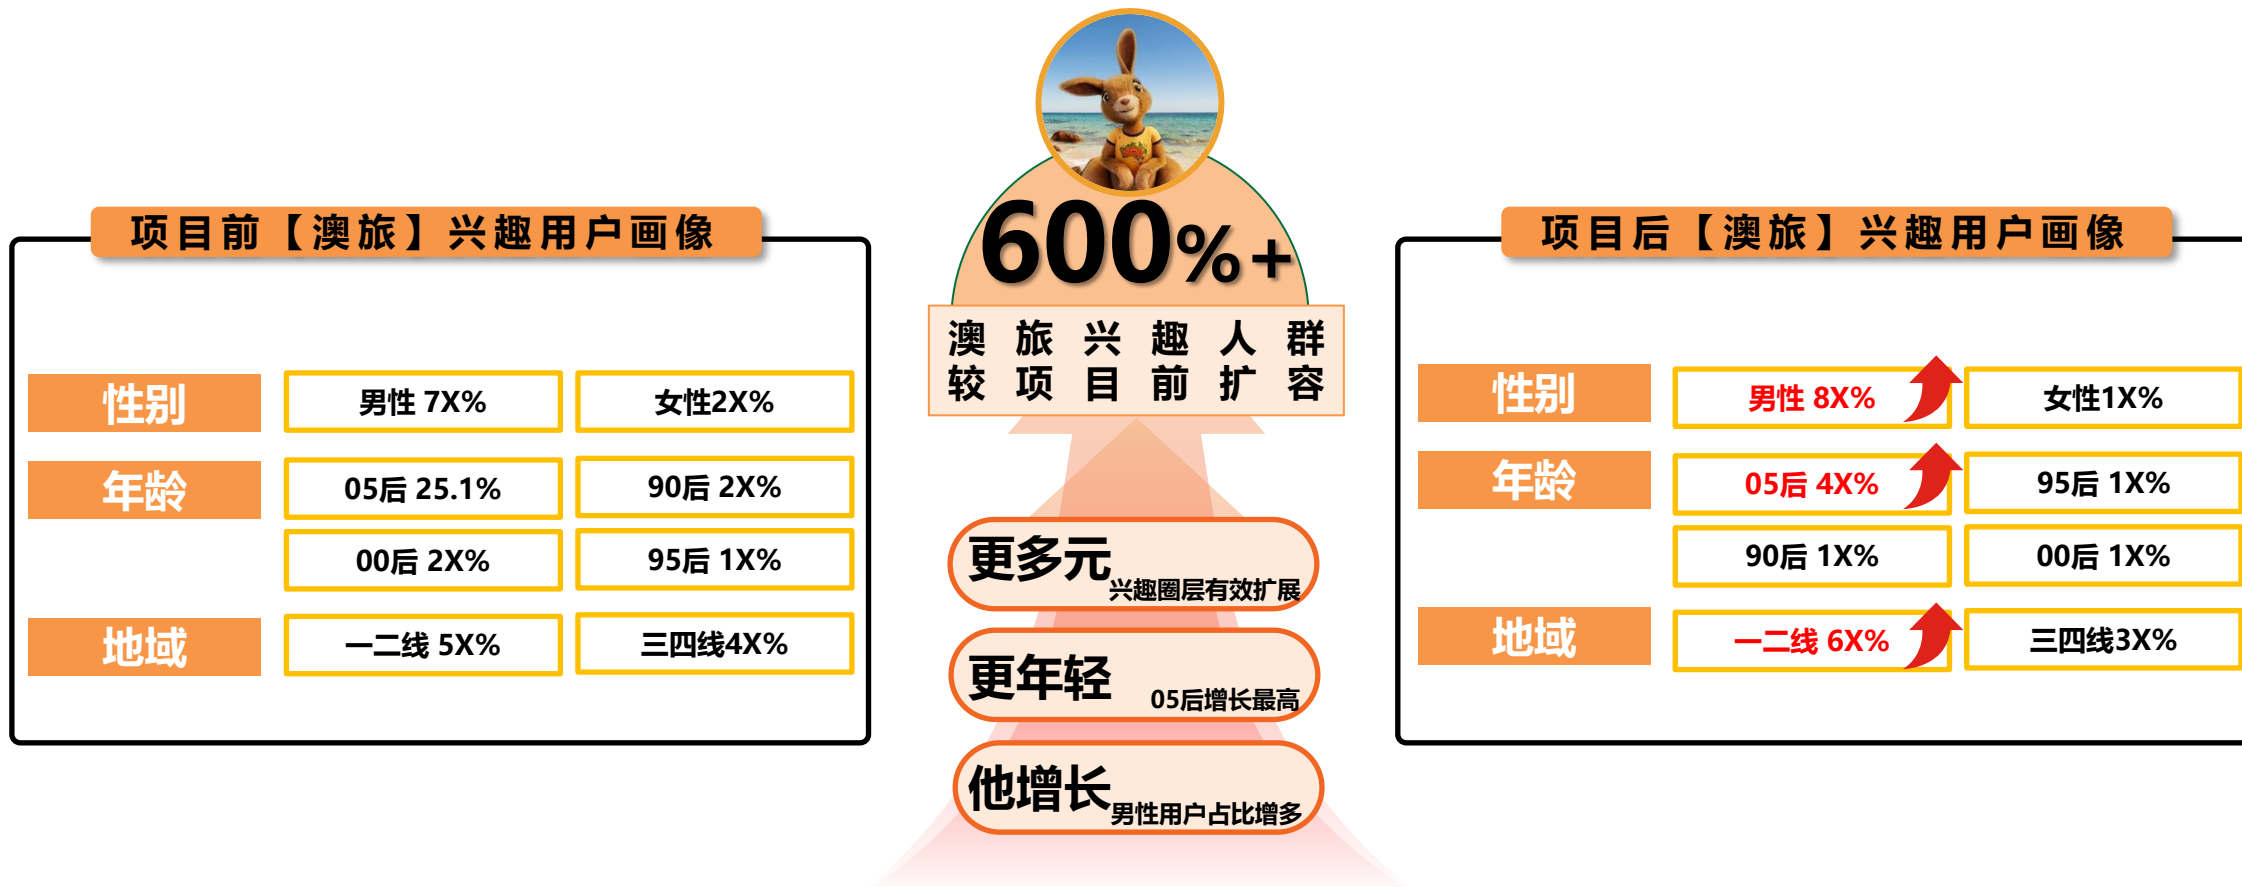 项目前【澳旅】兴趣用户画像
性别
男性 7X%
女性2X%
年龄
05后 25.1%
90后 2X%
00后 2X%
95后 1X%
地域
一二线 5X%
三四线4X%
600%+
澳旅兴趣人群
较项目前扩容
更多元
兴趣圈层有效扩展
更年轻
05后增长最高
他增长
男性用户占比增多
项目后【澳旅】兴趣用户画像
性别
男性 8X%
女性1X%
年龄
05后 4X%
95后 1X%
90后 1X%
00后 1X%
地域
一二线 6X%
三四线3X%